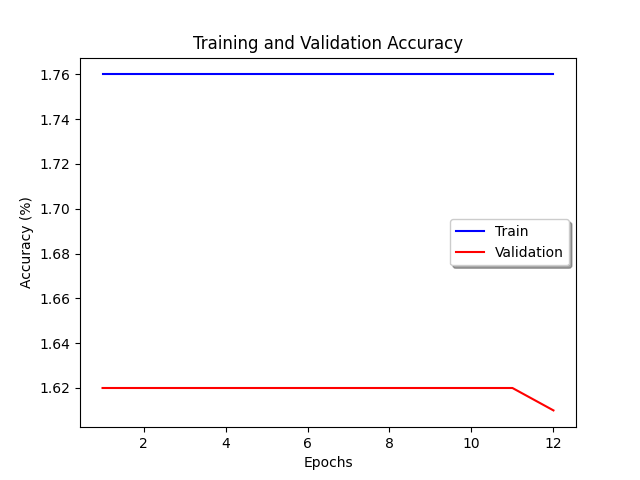 Training and Validation Accuracy
1.76
1.74
1.72
1.70
1.68
1.66
1.64
1.62
Accuracy (%)
Train
Validation
2 4 6 8 10 12
Epochs